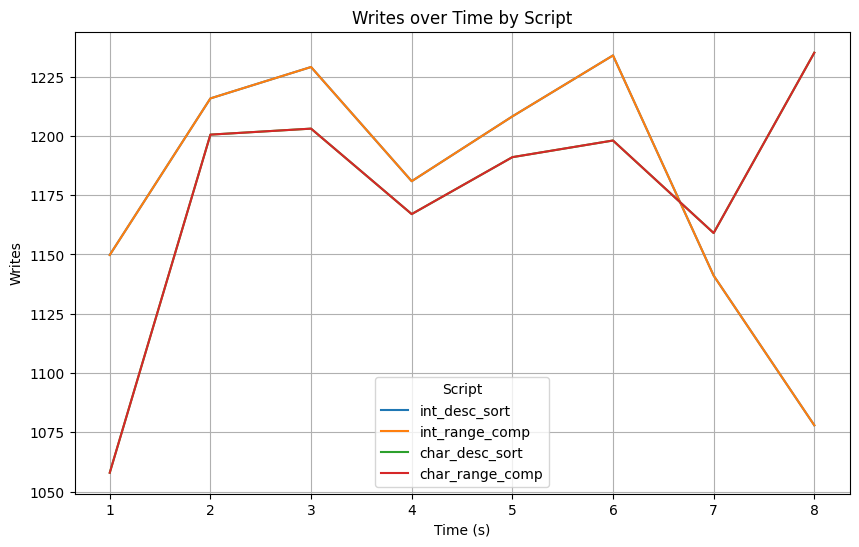 Writes over Time by Script
Writes
1225
1200
1175
1150
1125
1100
1075
1050
Script
int_desc_sort
int_range_comp
char_desc_sort
char_range_comp
1 2 3 4 5 6 7 8
Time (s)